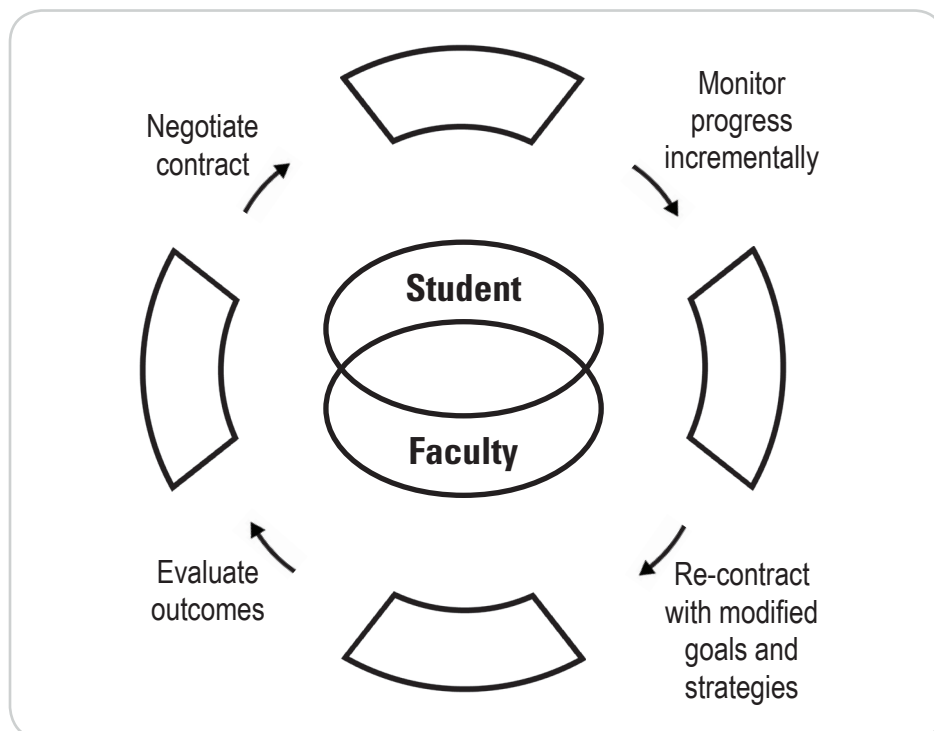 Negotiate
contract
Monitor
progress
incrementally
Student
Faculty
Evaluate
outcomes
Re-contract
with modified
goals and
strategies